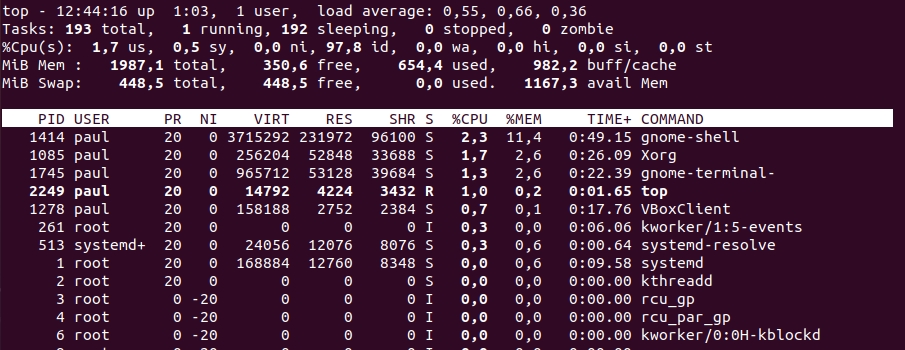 top - 12:44:16 up  1:03,  1 user,  load average: 0,55, 0,66, 0,36
Tasks: 193 total,   1 running, 192 sleeping,   0 stopped,   0 zombie
%Cpu(s):  1,7 us,  0,5 sy,  0,0 ni, 97,8 id,  0,0 wa,  0,0 hi,  0,0 si,  0,0 st
MiB Mem :   1987,1 total,    350,6 free,    654,4 used,    982,2 buff/cache
MiB Swap:    448,5 total,    448,5 free,      0,0 used.   1167,3 avail Mem
PID USER      PR  NI    VIRT    RES    SHR S  %CPU  %MEM     TIME+ COMMAND
1414 paul      20   0 3715292 231972  96100 S   2,3  11,4   0:49.15 gnome-shell
1085 paul      20   0  256204  52848  33688 S   1,7   2,6   0:26.09 Xorg
1745 paul      20   0  965712  53128  39684 S   1,3   2,6   0:22.39 gnome-terminal-
2249 paul      20   0   14792   4224   3432 R   1,0   0,2   0:01.65 top
1278 paul      20   0  158188   2752   2384 S   0,7   0,1   0:17.76 VBoxClient
261 root      20   0       0      0      0 I   0,3   0,0   0:06.06 kworker/1:5-events
513 systemd+  20   0   24056  12076   8076 S   0,3   0,6   0:00.64 systemd-resolve
1 root      20   0  168884  12760   8348 S   0,0   0,6   0:09.58 systemd
2 root      20   0       0      0      0 S   0,0   0,0   0:00.00 kthreadd
3 root       0 -20       0      0      0 I   0,0   0,0   0:00.00 rcu_gp
4 root       0 -20       0      0      0 I   0,0   0,0   0:00.00 rcu_par_gp
6 root       0 -20       0      0      0 I   0,0   0,0   0:00.00 kworker/0:0H-kblockd